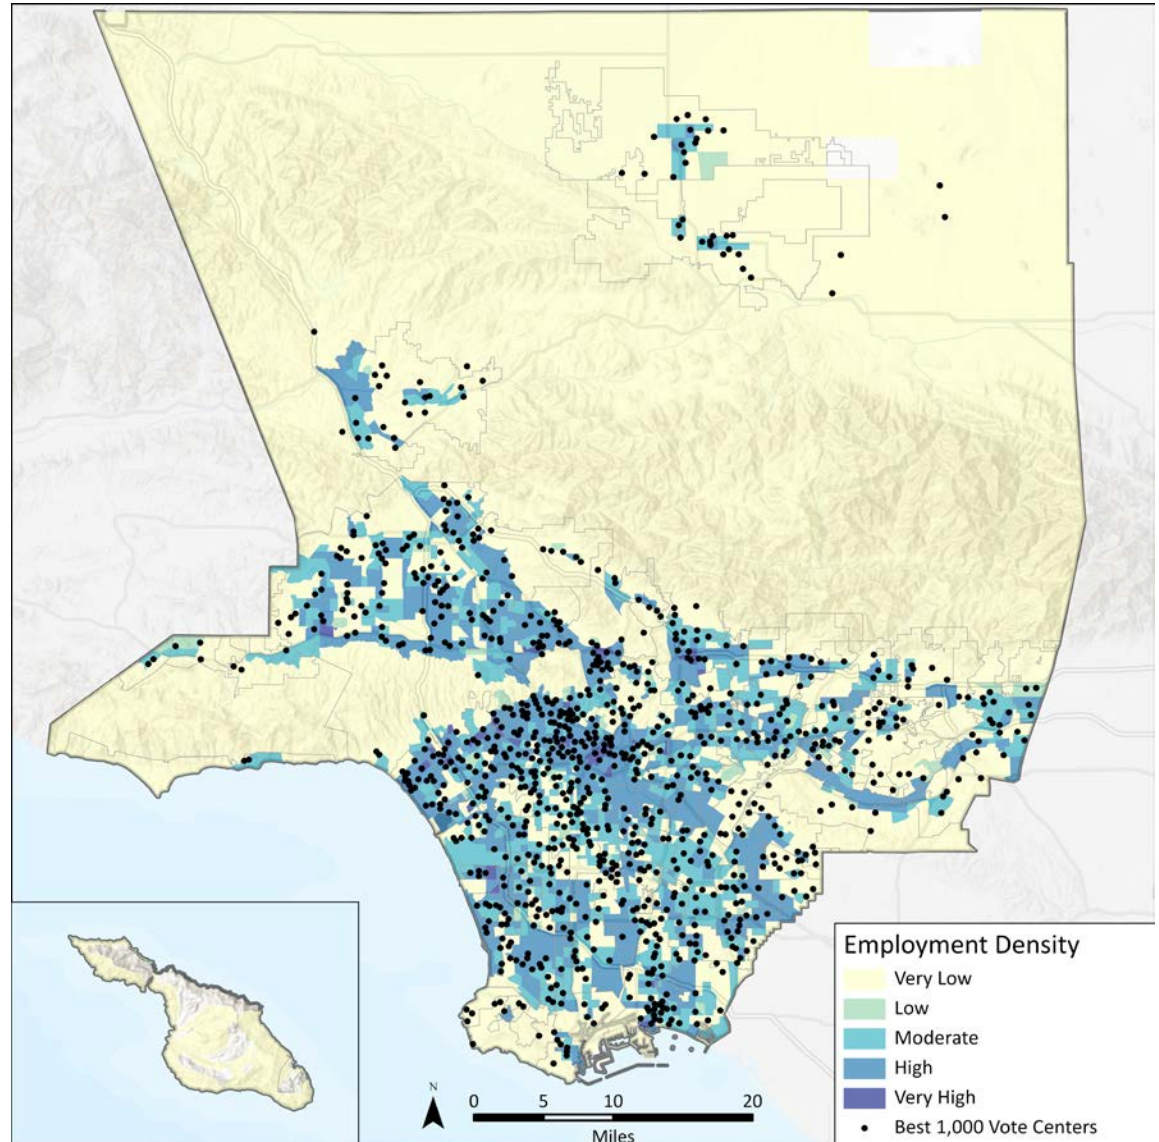 Employment Density
Very Low
Low
Moderate
High
Very High
Best 1,000 Vote Centers
N
0 5 10 20
Miles